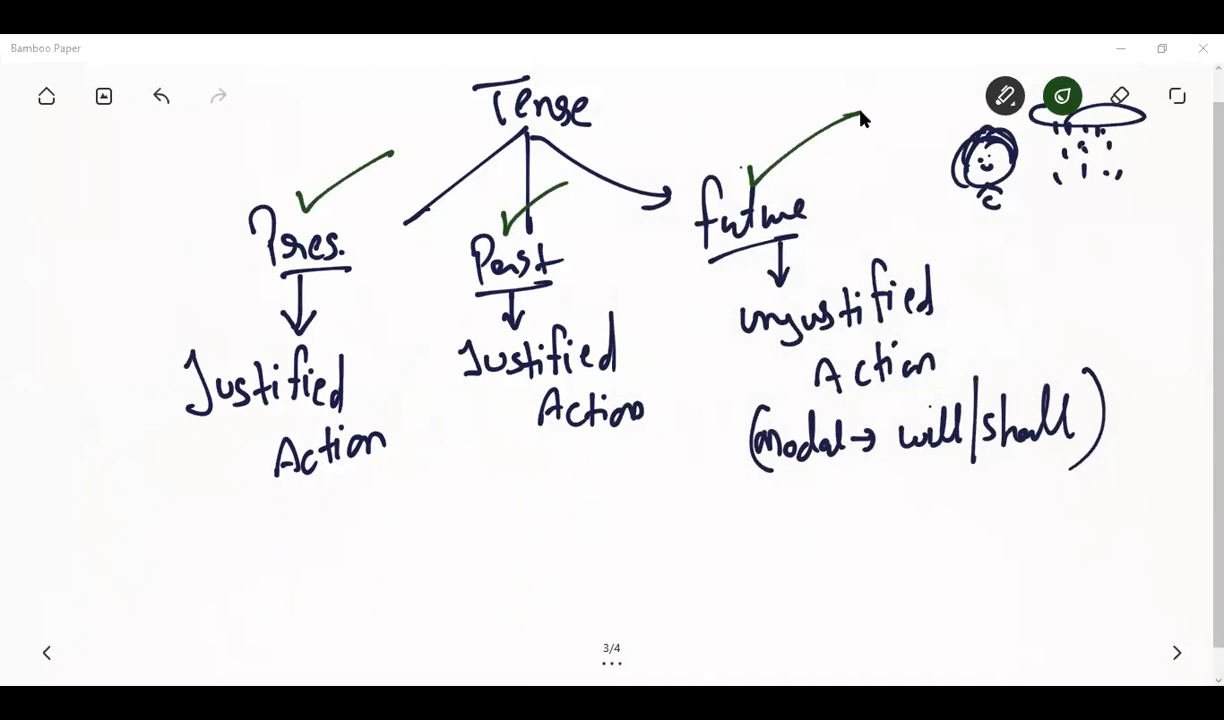 Bamboo Paper
Tense
Pres.
Past
future
Justified
Action
Justified
Action
unjustified
Action
(modal → will/shall)
3/4